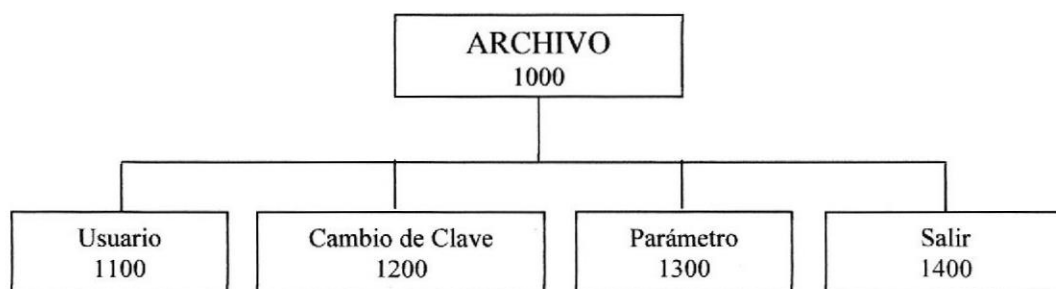 ARCHIVO
1000
Usuario
1100
Cambio de Clave
1200
Parámetro
1300
Salir
1400